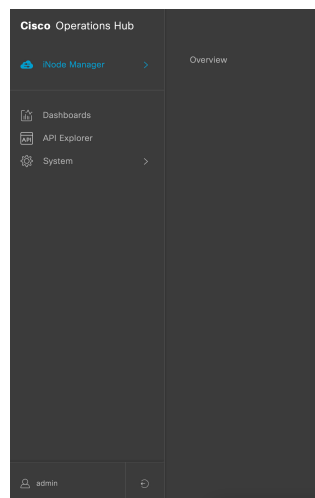 Cisco Operations Hub
iNode Manager
Overview
Dashboards
API Explorer
System
admin